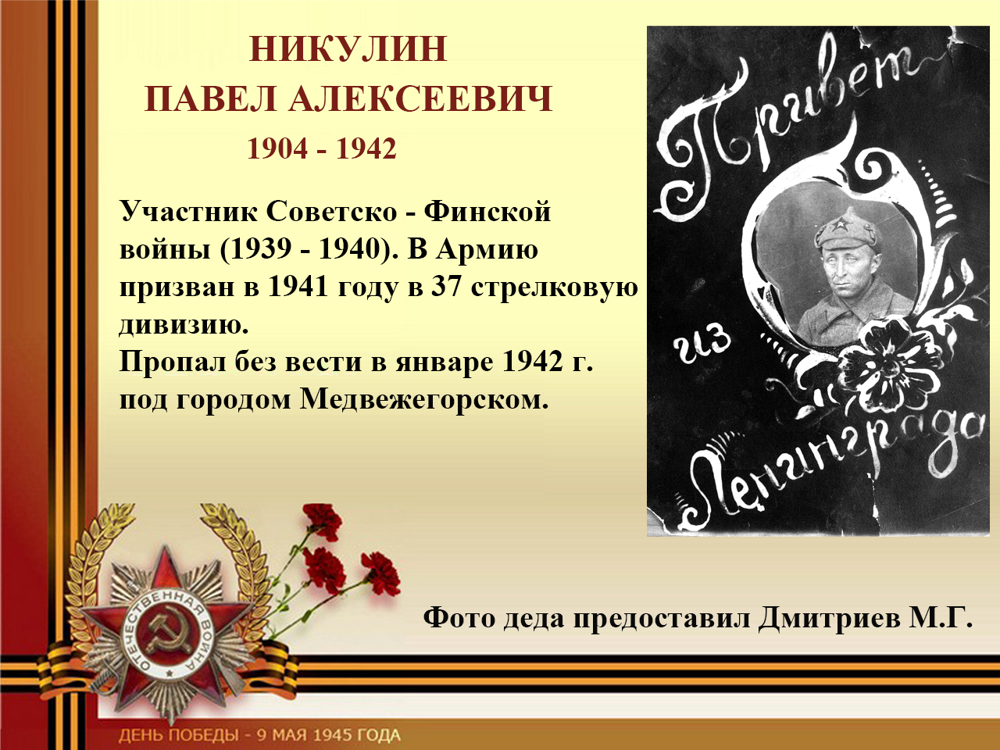 НИКУЛИН
ПАВЕЛ АЛЕКСЕЕВИЧ
1904 - 1942
Участник Советско - Финской
войны (1939 - 1940). В Армию
призван в 1941 году в 37 стрелковую
дивизию.
Пропал без вести в январе 1942 г.
под городом Медвежегорском.
Привет
из
Ленинграда
Фото деда предоставил Дмитриев М.Г.
ОТЕЧЕСТВЕННАЯ ВОЙНА
ДЕНЬ ПОБЕДЫ - 9 МАЯ 1945 ГОДА